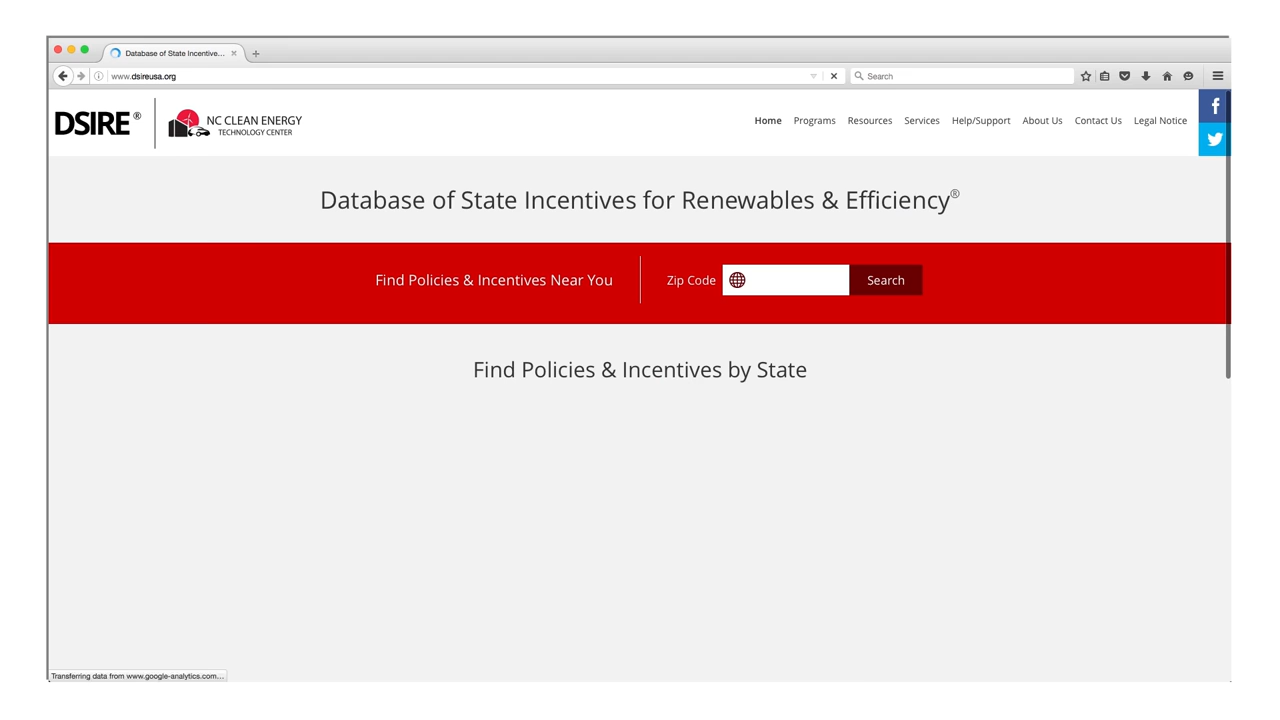 Database of State Incentive...
www.dsireusa.org
Search
DSIRE®
NC CLEAN ENERGY
TECHNOLOGY CENTER
Home Programs Resources Services Help/Support About Us Contact Us Legal Notice
Database of State Incentives for Renewables & Efficiency®
Find Policies & Incentives Near You
Zip Code
Search
Find Policies & Incentives by State
Transferring data from www.google-analytics.com...